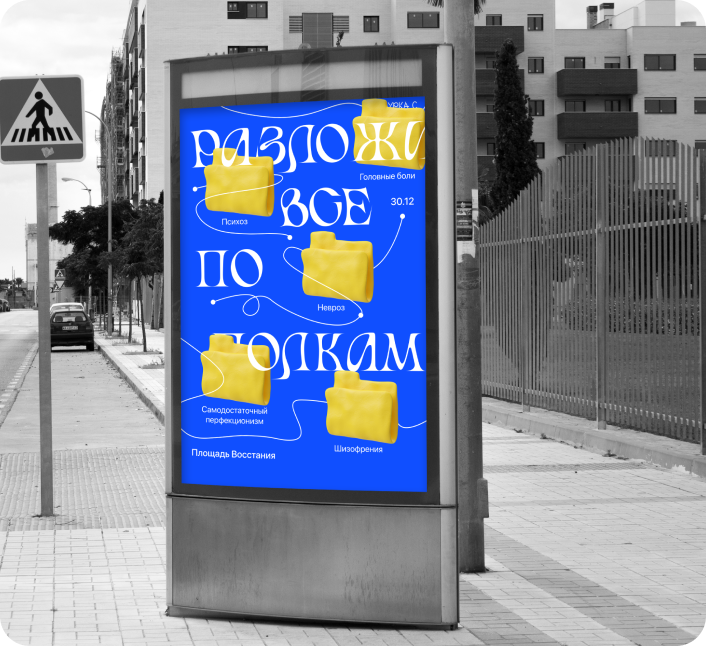 РАЗЛОЖИ
Головные боли
ВСЕ
30.12
Психоз
ПО
Невроз
ПОЛКАМ
Самодостаточный
перфекционизм
Шизофрения
Площадь Восстания